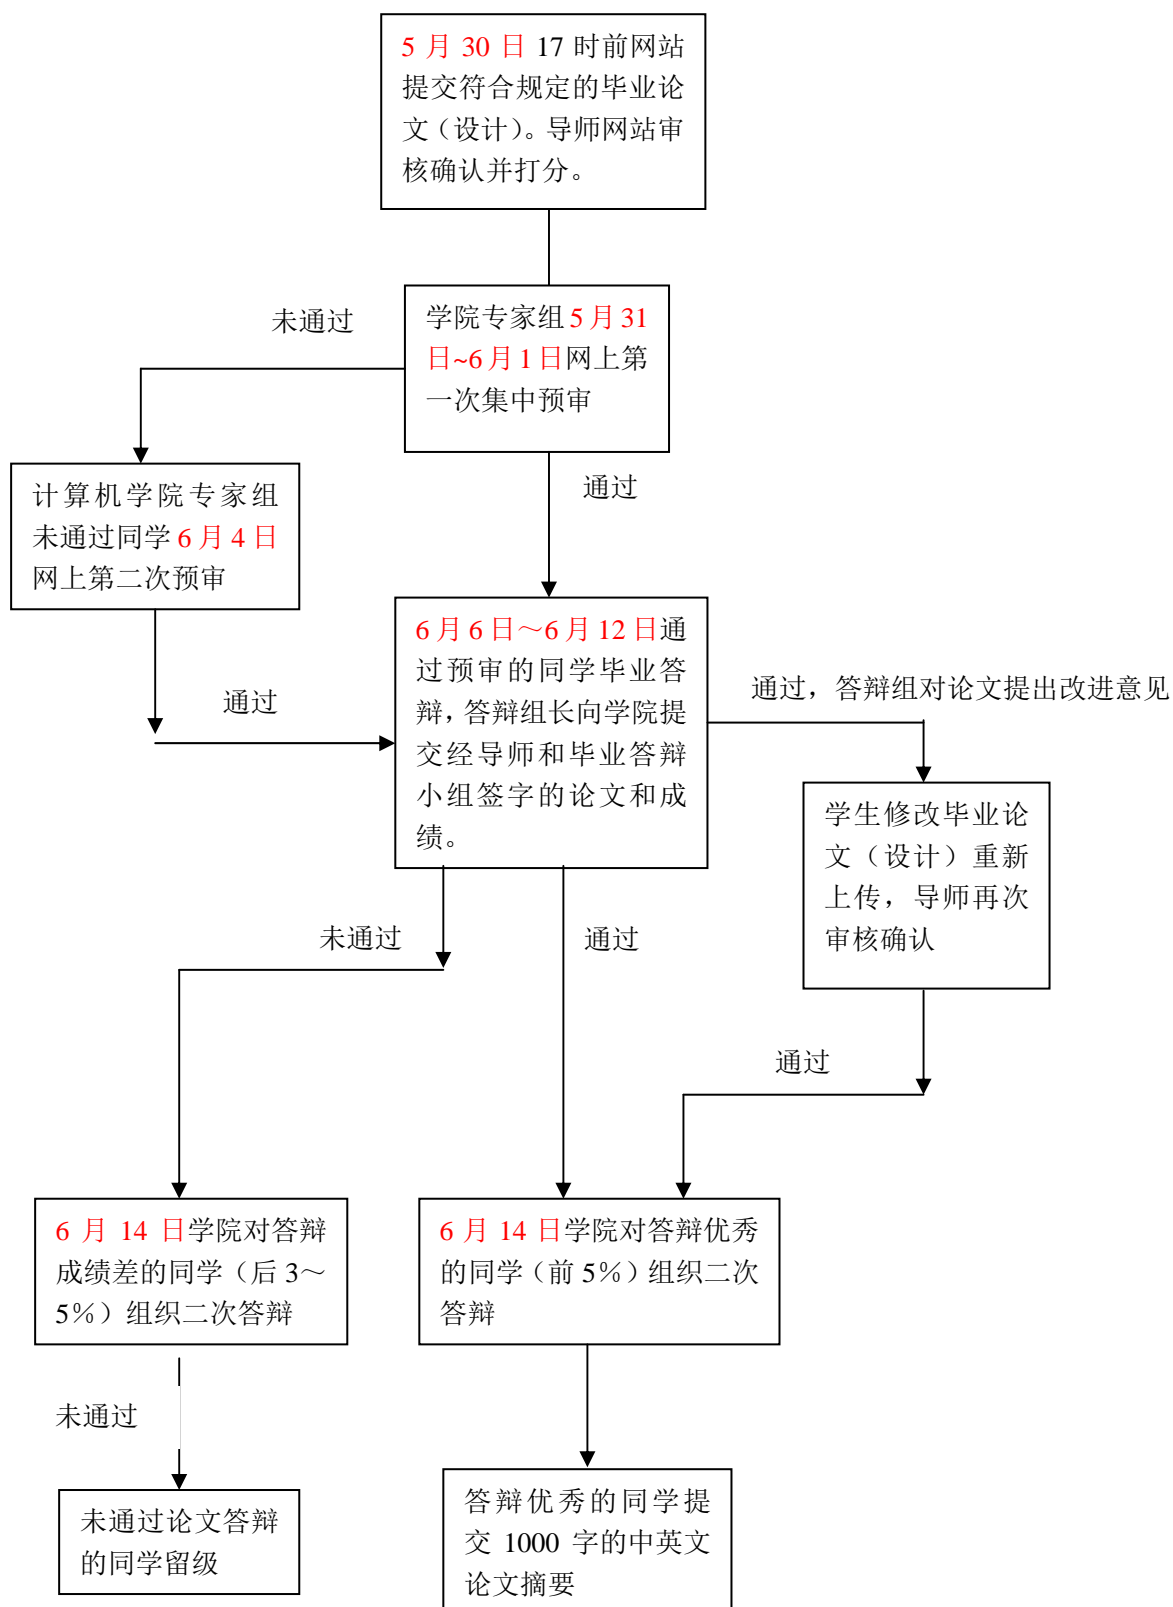 5 月 30 日 17 时前网站
提交符合规定的毕业论
文（设计）。导师网站审
核确认并打分。
未通过
学院专家组 5 月 31
日~6 月 1 日网上第
一次集中预审
通过
计算机学院专家组
未通过同学 6 月 4 日
网上第二次预审
6 月 6 日～6 月 12 日通
过预审的同学毕业答
辩，答辩组长向学院提
交经导师和毕业答辩
小组签字的论文和成
绩。
通过
通过，答辩组对论文提出改进意见
学生修改毕业论
文（设计）重新
上传，导师再次
审核确认
未通过
通过
通过
6 月 14 日学院对答辩
成绩差的同学（后 3～
5%）组织二次答辩
6 月 14 日学院对答辩优秀
的同学（前 5%）组织二次
答辩
未通过
未通过论文答辩
的同学留级
答辩优秀的同学提
交 1000 字的中英文
论文摘要